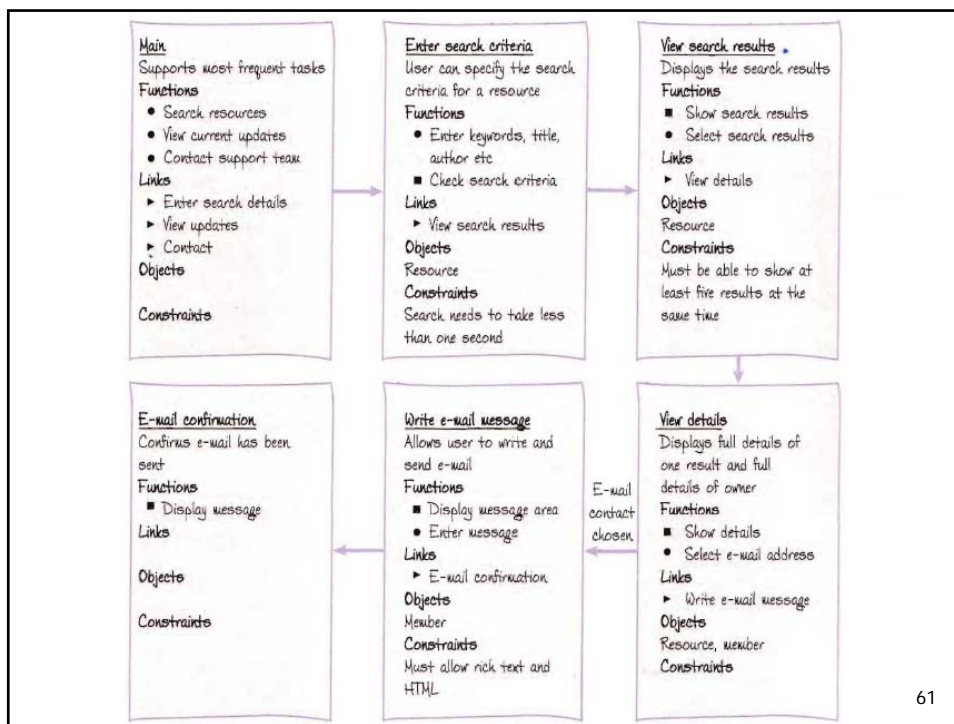 Main
Supports most frequent tasks
Functions
● Search resources
● View current updates
● Contact support team
Links
► Enter search details
► View updates
► Contact
Objects
Constraints
Enter search criteria
User can specify the search
criteria for a resource
Functions
● Enter keywords, title,
author etc
■ Check search criteria
Links
► View search results
Objects
Resource
Constraints
Search needs to take less
than one second
View search results
Displays the search results
Functions
■ Show search results
● Select search results
Links
► View details
Objects
Resource
Constraints
Must be able to show at
least five results at the
same time
View details
Displays full details of
one result and full
details of owner
Functions
■ Show details
● Select e-mail address
Links
► Write e-mail message
Objects
Resource, member
Constraints
E-mail
contact
chosen
Write e-mail message
Allows user to write and
send e-mail
Functions
■ Display message area
● Enter message
Links
► E-mail confirmation
Objects
Member
Constraints
Must allow rich text and
HTML
E-mail confirmation
Confirms e-mail has been
sent
Functions
■ Display message
Links
Objects
Constraints
61